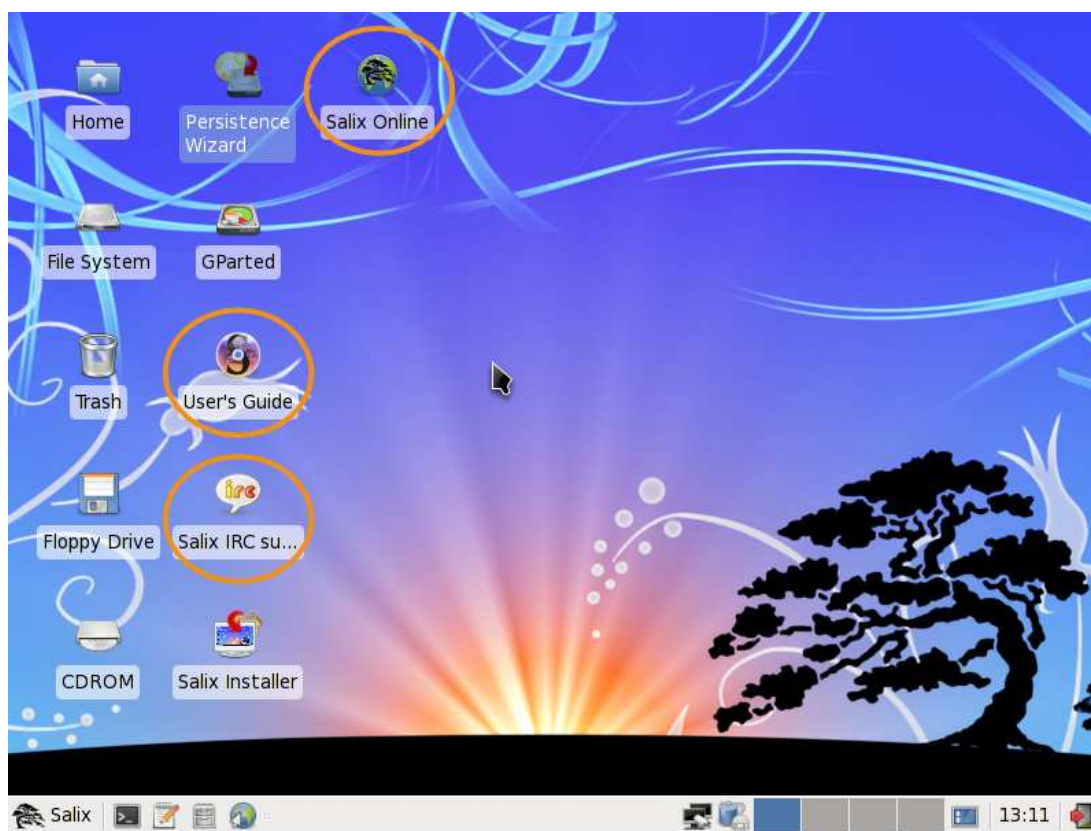 Home
Persistence
Wizard
Salix Online
File System
GParted
Trash
User's Guide
irc
Floppy Drive
Salix IRC su...
CDROM
Salix Installer
Salix
13:11